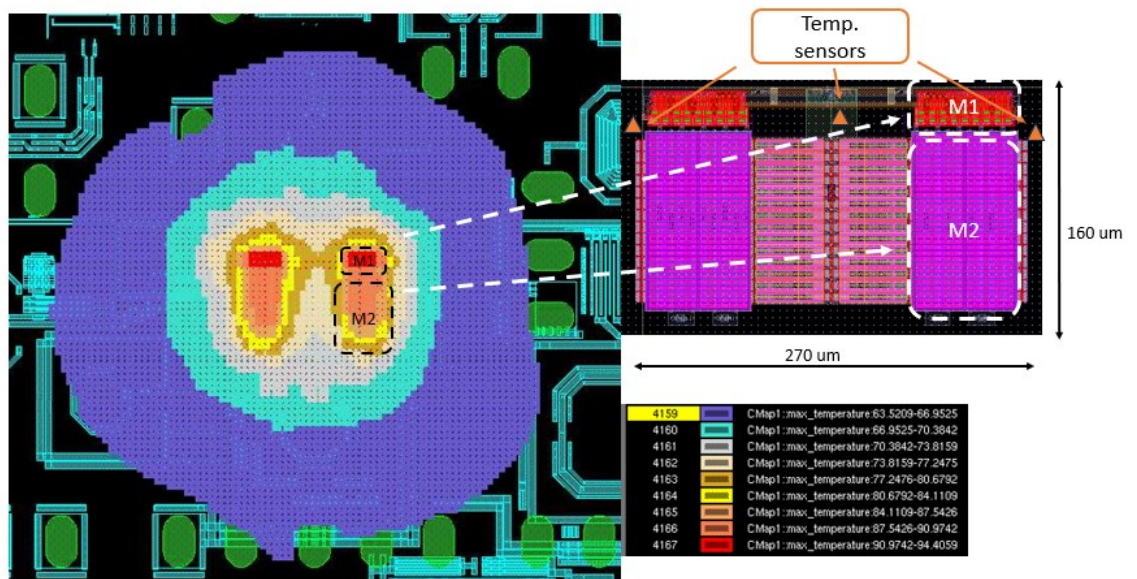 Temp.
sensors
M1
M2
M1
M2
160 um
270 um
4159 CMap1::max_temperature:63.5209-66.9525
4160 CMap1::max_temperature:66.9525-70.3842
4161 CMap1::max_temperature:70.3842-73.8159
4162 CMap1::max_temperature:73.8159-77.2475
4163 CMap1::max_temperature:77.2476-80.6792
4164 CMap1::max_temperature:80.6792-84.1109
4165 CMap1::max_temperature:84.1109-87.5426
4166 CMap1::max_temperature:87.5426-90.9742
4167 CMap1::max_temperature:90.9742-94.4059